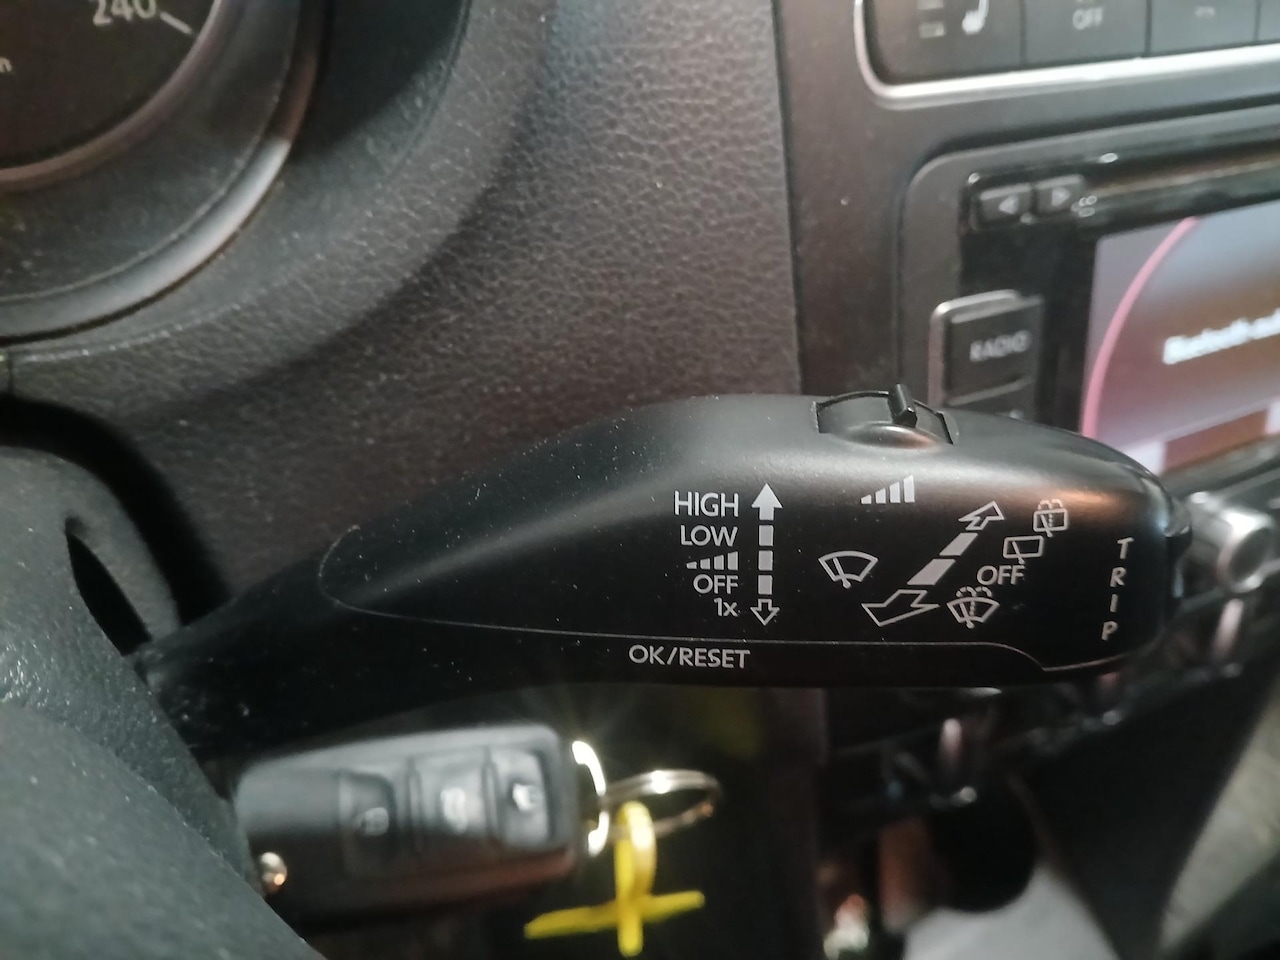 240
OFF
RADIO
HIGH
LOW
OFF
1x
OFF
TRIP
OK/RESET